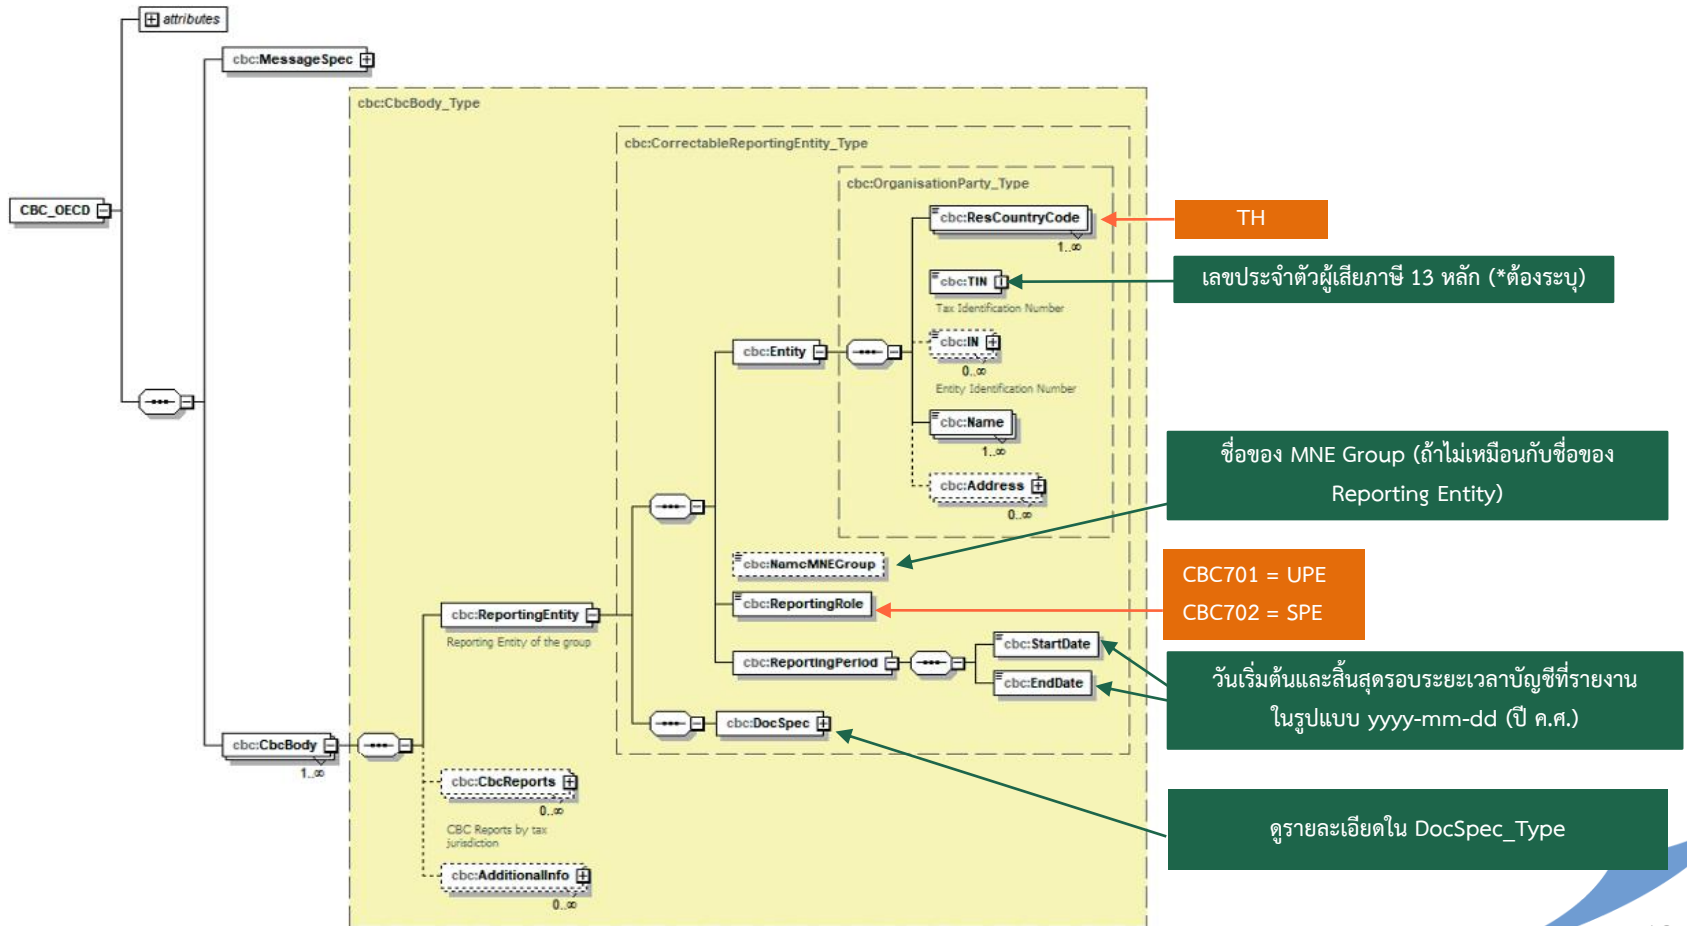 attributes
cbc:MessageSpec
cbc:CbcBody_Type
cbc:CorrectableReportingEntity_Type
cbc:OrganisationParty_Type
CBC_OECD
cbc:ResCountryCode
1..∞
TH
cbc:TIN
Tax Identification Number
เลขประจำตัวผู้เสียภาษี 13 หลัก (*ต้องระบุ)
cbc:IN
0..∞
Entity Identification Number
cbc:Entity
cbc:Name
1..∞
cbc:Address
0..∞
ชื่อของ MNE Group (ถ้าไม่เหมือนกับชื่อของ
Reporting Entity)
cbc:NameMNEGroup
CBC701 = UPE
CBC702 = SPE
cbc:ReportingRole
cbc:ReportingEntity
Reporting Entity of the group
cbc:ReportingPeriod
cbc:StartDate
cbc:EndDate
วันเริ่มต้นและสิ้นสุดรอบระยะเวลาบัญชีที่รายงาน
ในรูปแบบ yyyy-mm-dd (ปี ค.ศ.)
cbc:DocSpec
cbc:CbcBody
1..∞
cbc:CbcReports
0..∞
CBC Reports by tax
jurisdiction
ดูรายละเอียดใน DocSpec_Type
cbc:AdditionalInfo
0..∞